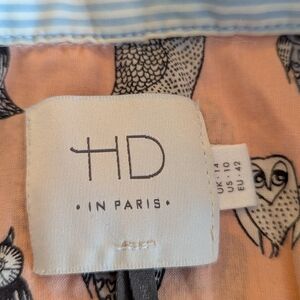 HD
• IN PARIS •
UK · 14
US · 10
EU · 42